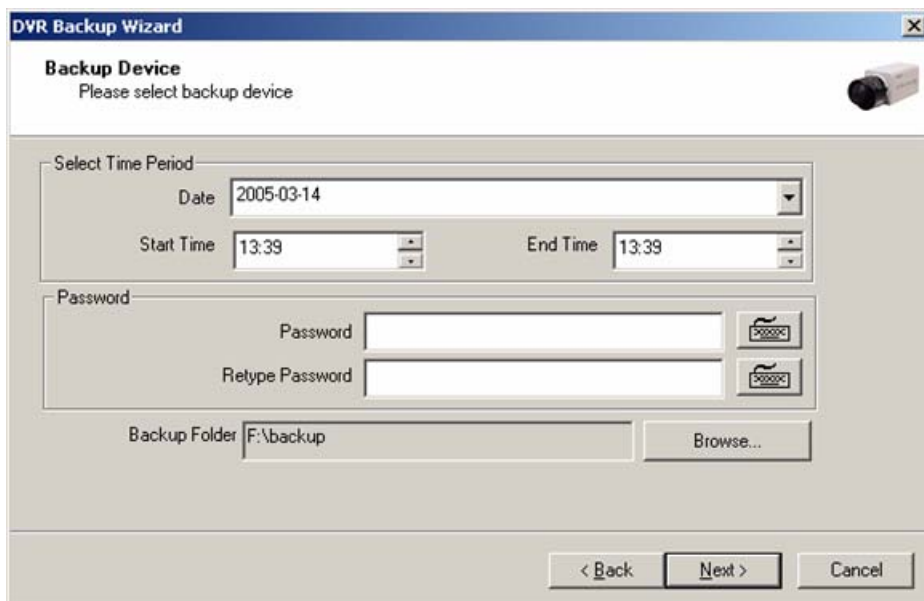 DVR Backup Wizard
Backup Device
Please select backup device
Select Time Period
Date 2005-03-14
Start Time 13:39 End Time 13:39
Password
Password
Retype Password
Backup Folder F:\backup Browse...
< Back Next > Cancel